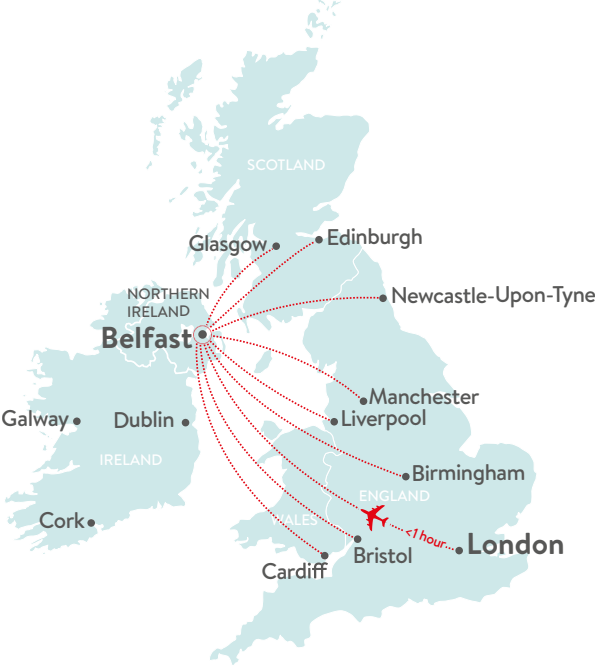 SCOTLAND
Glasgow
Edinburgh
NORTHERN
IRELAND
Newcastle-Upon-Tyne
Belfast
Manchester
Galway
Dublin
Liverpool
IRELAND
Birmingham
ENGLAND
Cork
WALES
<1 hour
London
Bristol
Cardiff